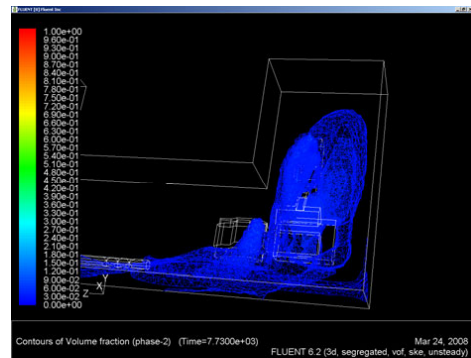 FLUENT [0] Fluent Inc
1.00e+00
9.60e-01
9.30e-01
9.00e-01
8.70e-01
8.40e-01
8.10e-01
7.80e-01
7.50e-01
7.20e-01
6.90e-01
6.60e-01
6.30e-01
6.00e-01
5.70e-01
5.40e-01
5.10e-01
4.80e-01
4.50e-01
4.20e-01
3.90e-01
3.60e-01
3.30e-01
3.00e-01
2.70e-01
2.40e-01
2.10e-01
1.80e-01
1.50e-01
1.20e-01
9.00e-02
6.00e-02
3.00e-02
0.00e+00
Y
X
Z
Contours of Volume fraction (phase-2) (Time=7.7300e+03)
Mar 24, 2008
FLUENT 6.2 (3d, segregated, vof, ske, unsteady)